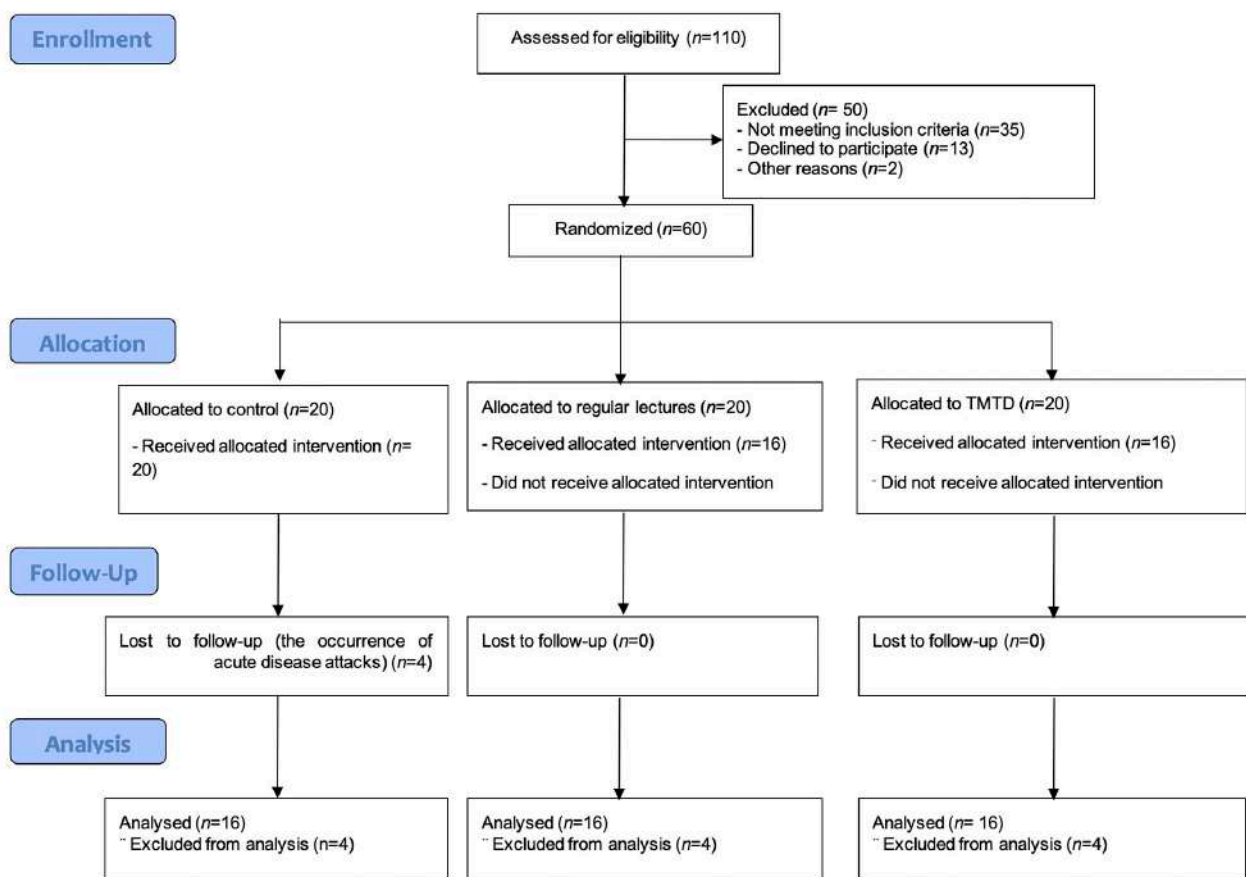 Enrollment
Assessed for eligibility (n=110)
Excluded (n= 50)
- Not meeting inclusion criteria (n=35)
- Declined to participate (n=13)
- Other reasons (n=2)
Randomized (n=60)
Allocation
Allocated to control (n=20)
- Received allocated intervention (n=
20)
Allocated to regular lectures (n=20)
- Received allocated intervention (n=16)
- Did not receive allocated intervention
Allocated to TMTD (n=20)
¨ Received allocated intervention (n=16)
¨ Did not receive allocated intervention
Follow-Up
Lost to follow-up (the occurrence of
acute disease attacks) (n=4)
Lost to follow-up (n=0)
Lost to follow-up (n=0)
Analysis
Analysed (n=16)
¨ Excluded from analysis (n=4)
Analysed (n=16)
¨ Excluded from analysis (n=4)
Analysed (n= 16)
¨ Excluded from analysis (n=4)